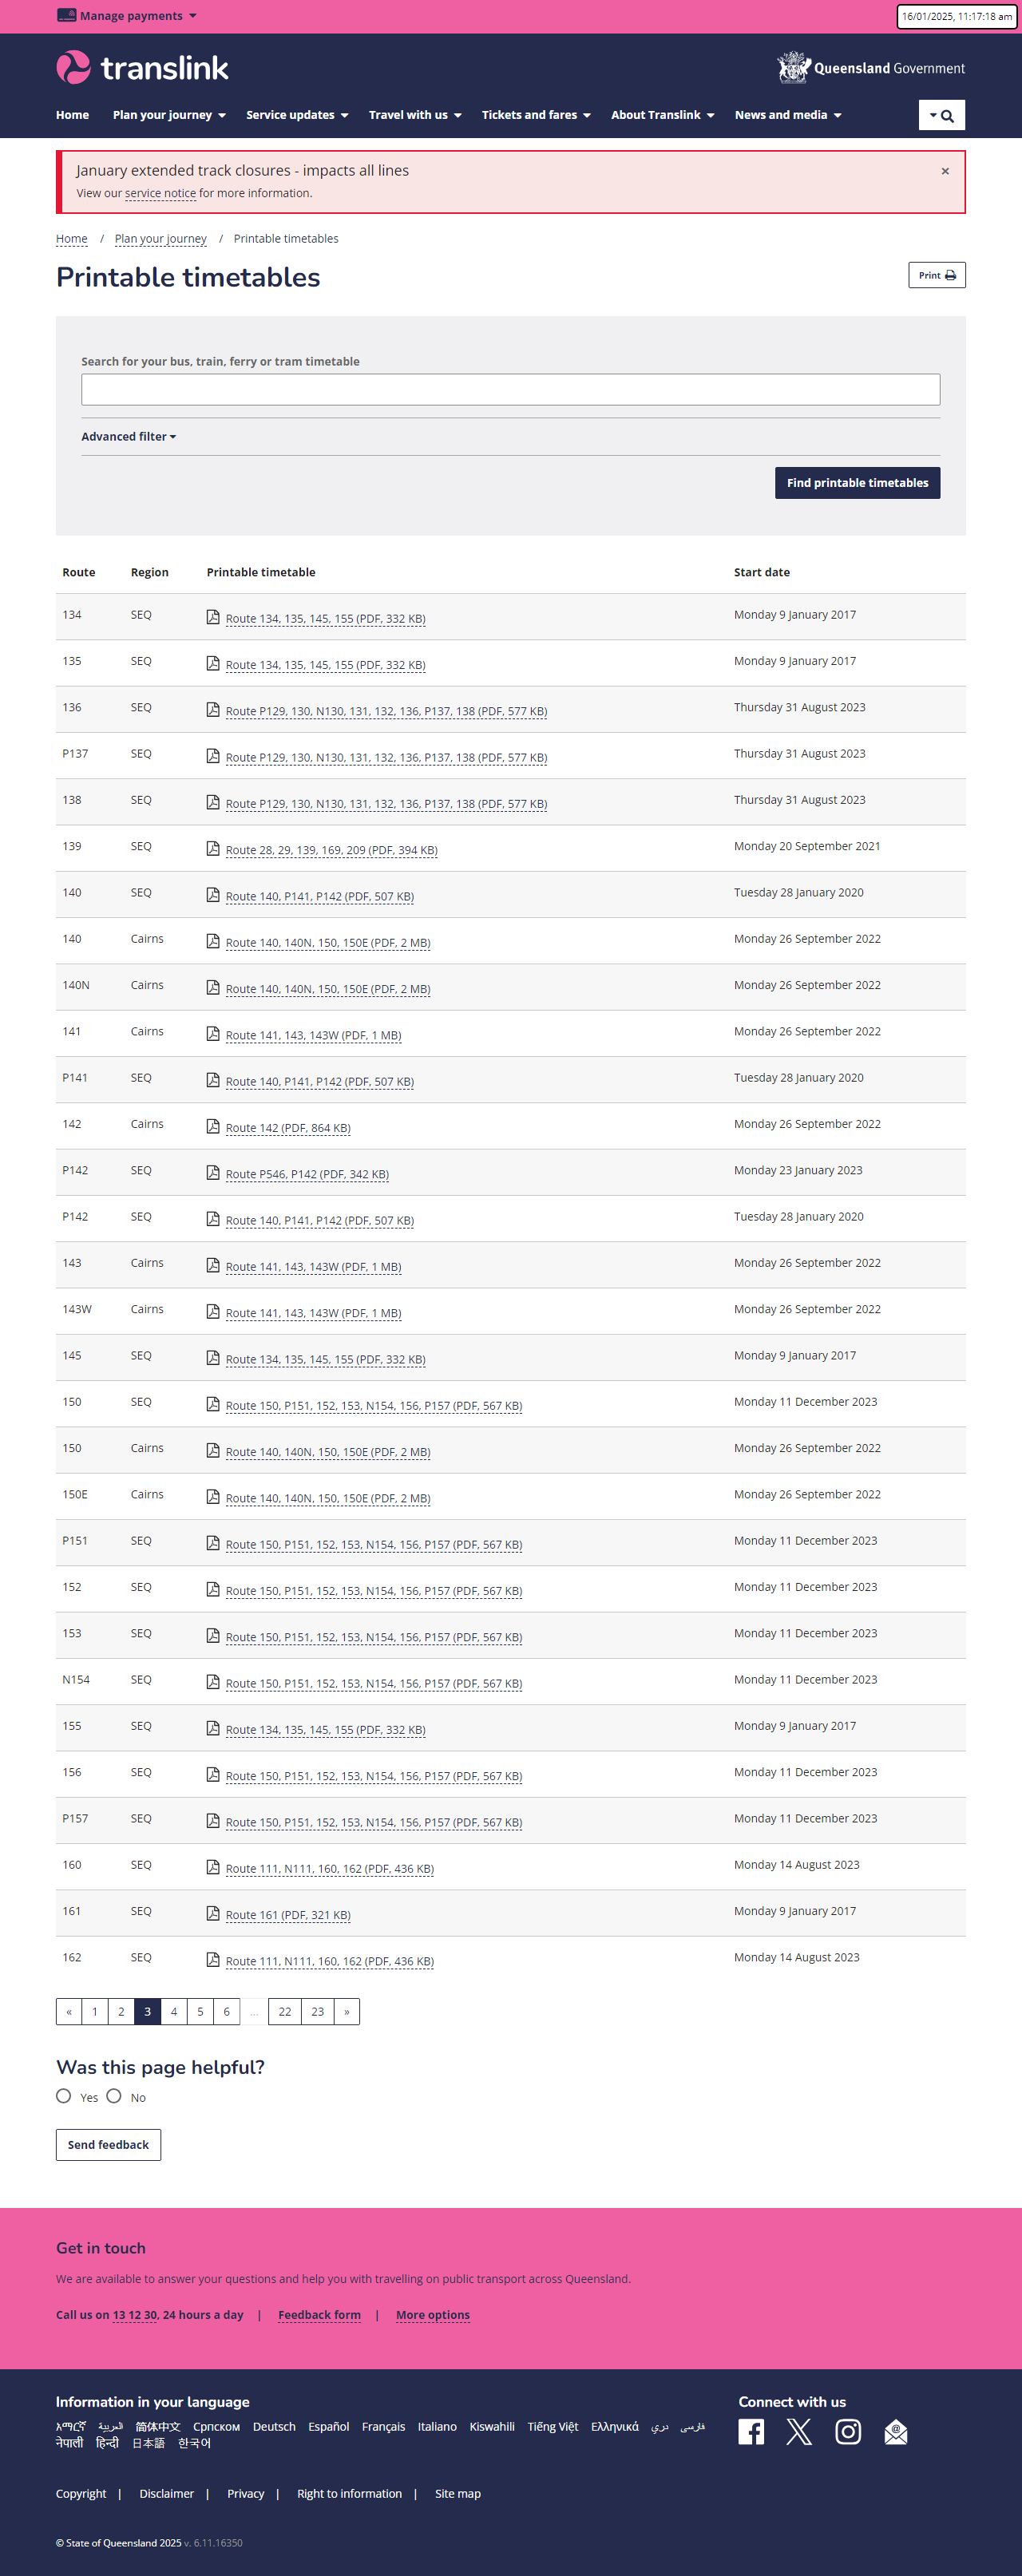 Manage payments
16/01/2025, 11:17:18 am
translink
Queensland Government
Home Plan your journey Service updates Travel with us Tickets and fares About Translink News and media
January extended track closures - impacts all lines ×
View our service notice for more information.
Home / Plan your journey / Printable timetables
Printable timetables
Print
Search for your bus, train, ferry or tram timetable
Advanced filter
Find printable timetables
Route Region Printable timetable Start date
134 SEQ Route 134, 135, 145, 155 (PDF, 332 KB) Monday 9 January 2017
135 SEQ Route 134, 135, 145, 155 (PDF, 332 KB) Monday 9 January 2017
136 SEQ Route P129, 130, N130, 131, 132, 136, P137, 138 (PDF, 577 KB) Thursday 31 August 2023
P137 SEQ Route P129, 130, N130, 131, 132, 136, P137, 138 (PDF, 577 KB) Thursday 31 August 2023
138 SEQ Route P129, 130, N130, 131, 132, 136, P137, 138 (PDF, 577 KB) Thursday 31 August 2023
139 SEQ Route 28, 29, 139, 169, 209 (PDF, 394 KB) Monday 20 September 2021
140 SEQ Route 140, P141, P142 (PDF, 507 KB) Tuesday 28 January 2020
140 Cairns Route 140, 140N, 150, 150E (PDF, 2 MB) Monday 26 September 2022
140N Cairns Route 140, 140N, 150, 150E (PDF, 2 MB) Monday 26 September 2022
141 Cairns Route 141, 143, 143W (PDF, 1 MB) Monday 26 September 2022
P141 SEQ Route 140, P141, P142 (PDF, 507 KB) Tuesday 28 January 2020
142 Cairns Route 142 (PDF, 864 KB) Monday 26 September 2022
P142 SEQ Route P546, P142 (PDF, 342 KB) Monday 23 January 2023
P142 SEQ Route 140, P141, P142 (PDF, 507 KB) Tuesday 28 January 2020
143 Cairns Route 141, 143, 143W (PDF, 1 MB) Monday 26 September 2022
143W Cairns Route 141, 143, 143W (PDF, 1 MB) Monday 26 September 2022
145 SEQ Route 134, 135, 145, 155 (PDF, 332 KB) Monday 9 January 2017
150 SEQ Route 150, P151, 152, 153, N154, 156, P157 (PDF, 567 KB) Monday 11 December 2023
150 Cairns Route 140, 140N, 150, 150E (PDF, 2 MB) Monday 26 September 2022
150E Cairns Route 140, 140N, 150, 150E (PDF, 2 MB) Monday 26 September 2022
P151 SEQ Route 150, P151, 152, 153, N154, 156, P157 (PDF, 567 KB) Monday 11 December 2023
152 SEQ Route 150, P151, 152, 153, N154, 156, P157 (PDF, 567 KB) Monday 11 December 2023
153 SEQ Route 150, P151, 152, 153, N154, 156, P157 (PDF, 567 KB) Monday 11 December 2023
N154 SEQ Route 150, P151, 152, 153, N154, 156, P157 (PDF, 567 KB) Monday 11 December 2023
155 SEQ Route 134, 135, 145, 155 (PDF, 332 KB) Monday 9 January 2017
156 SEQ Route 150, P151, 152, 153, N154, 156, P157 (PDF, 567 KB) Monday 11 December 2023
P157 SEQ Route 150, P151, 152, 153, N154, 156, P157 (PDF, 567 KB) Monday 11 December 2023
160 SEQ Route 111, N111, 160, 162 (PDF, 436 KB) Monday 14 August 2023
161 SEQ Route 161 (PDF, 321 KB) Monday 9 January 2017
162 SEQ Route 111, N111, 160, 162 (PDF, 436 KB) Monday 14 August 2023
« 1 2 3 4 5 6 ... 22 23 »
Was this page helpful?
Yes No
Send feedback
Get in touch
We are available to answer your questions and help you with travelling on public transport across Queensland.
Call us on 13 12 30, 24 hours a day | Feedback form | More options
Information in your language
Connect with us
አማርኛ العربية 简体中文 Српском Deutsch Español Français Italiano Kiswahili Tiếng Việt Ελληνικά دري فارسی
नेपाली हिन्दी 日本語 한국어
Copyright | Disclaimer | Privacy | Right to information | Site map
© State of Queensland 2025 v. 6.11.16350